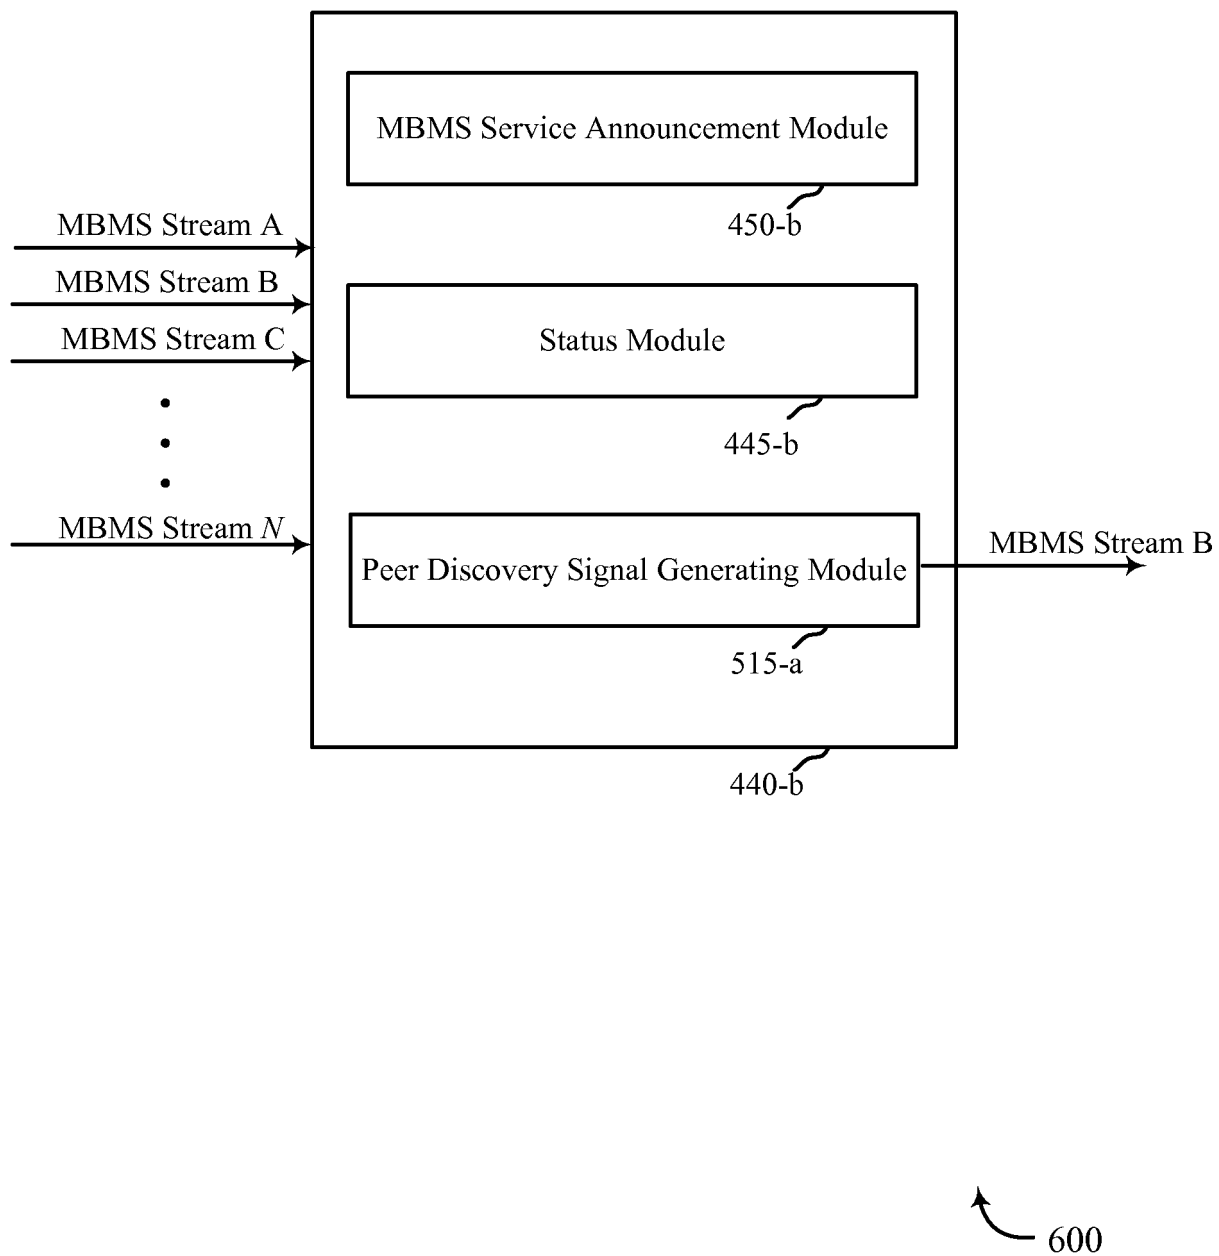 MBMS Service Announcement Module
450-b
MBMS Stream A
MBMS Stream B
MBMS Stream C
Status Module
445-b
MBMS Stream N
Peer Discovery Signal Generating Module
MBMS Stream B
515-a
440-b
600